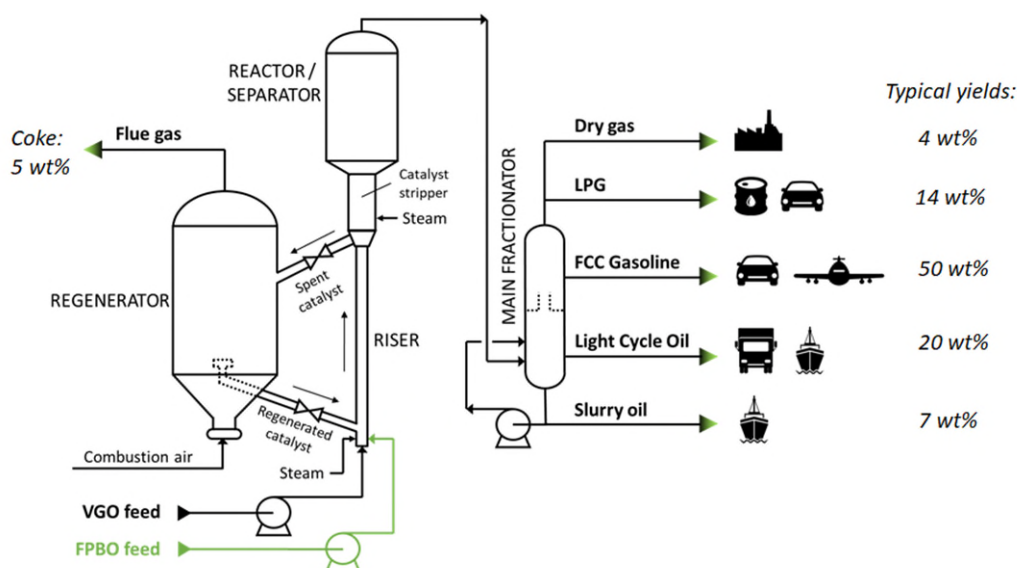 Typical yields:
REACTOR /
SEPARATOR
Coke:
5 wt%
Flue gas
Dry gas
4 wt%
Catalyst
stripper
LPG
14 wt%
Steam
MAIN FRACTIONATOR
FCC Gasoline
50 wt%
Spent
catalyst
REGENERATOR
RISER
Light Cycle Oil
20 wt%
Regenerated
catalyst
Slurry oil
7 wt%
Combustion air
Steam
VGO feed
FPBO feed